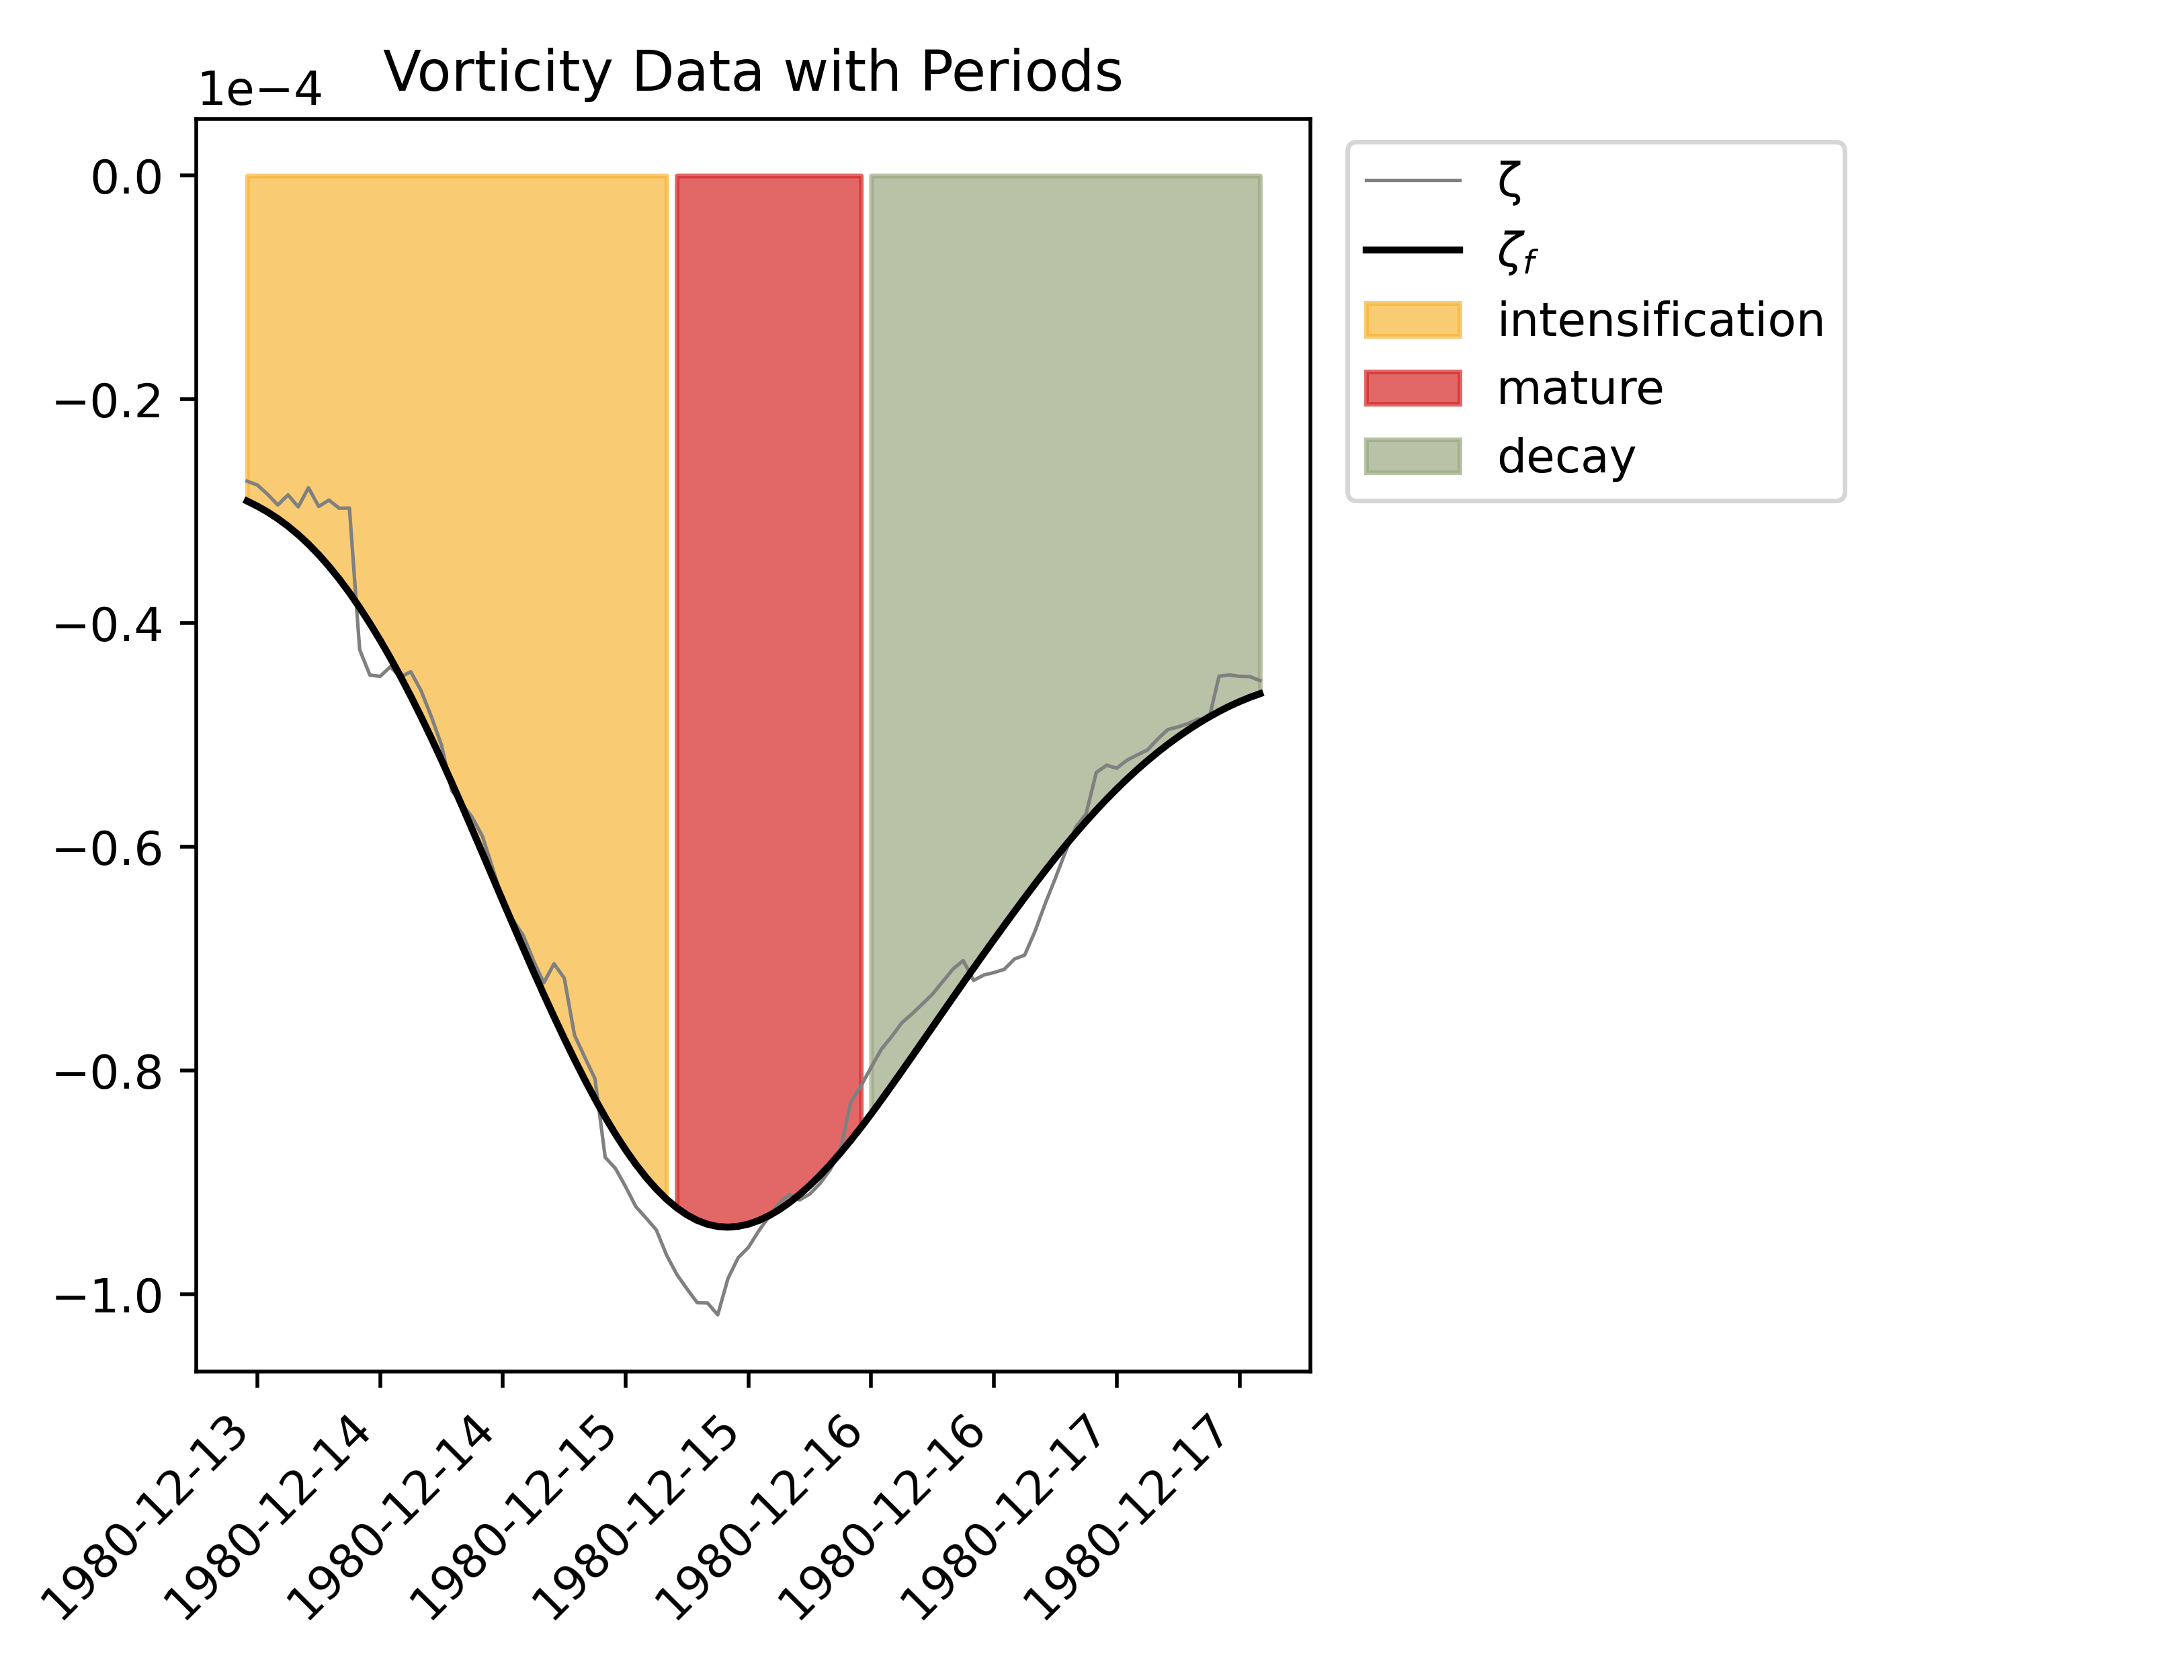 Vorticity Data with Periods
1e−4
0.0
−0.2
−0.4
−0.6
−0.8
−1.0
1980-12-13
1980-12-14
1980-12-14
1980-12-15
1980-12-15
1980-12-16
1980-12-16
1980-12-17
1980-12-17
ζ
ζf
intensification
mature
decay